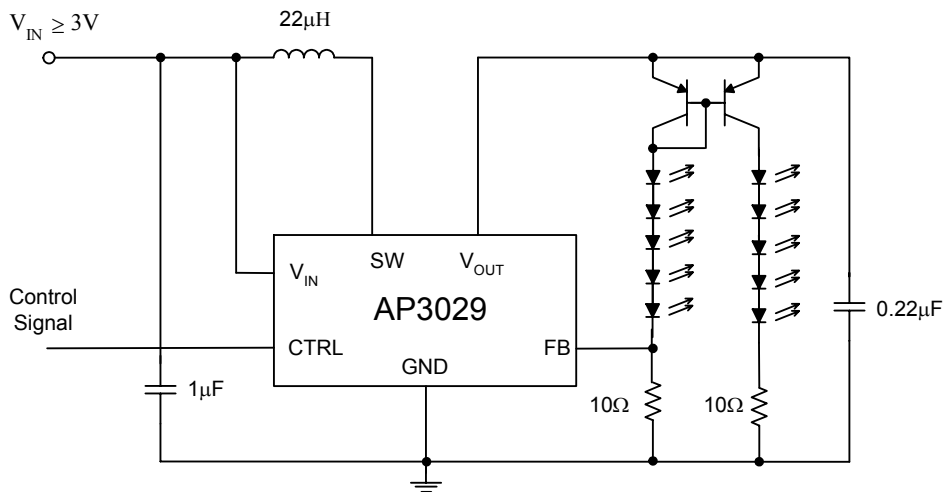 V_IN ≥ 3V
22μH
V_IN
SW
V_OUT
AP3029
Control
Signal
CTRL
FB
GND
1μF
10Ω
10Ω
0.22μF